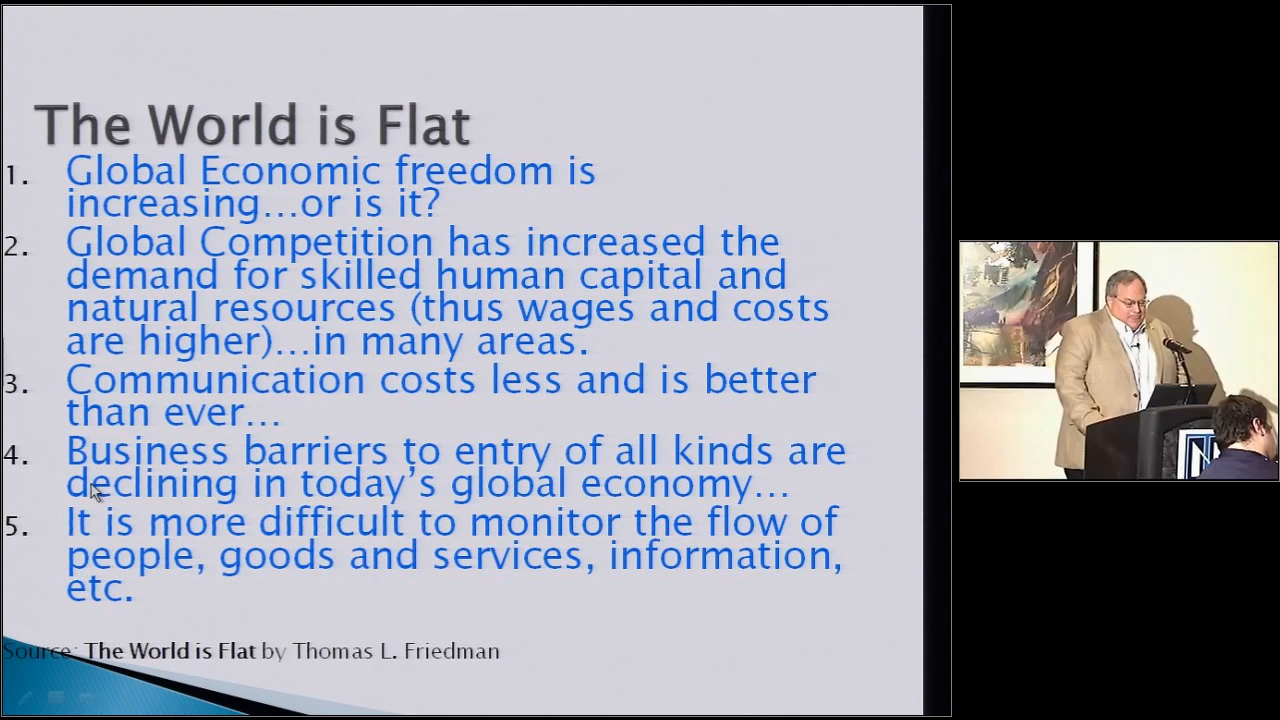 The World is Flat
1. Global Economic freedom is
increasing...or is it?
2. Global Competition has increased the
demand for skilled human capital and
natural resources (thus wages and costs
are higher)...in many areas.
3. Communication costs less and is better
than ever...
4. Business barriers to entry of all kinds are
declining in today’s global economy...
5. It is more difficult to monitor the flow of
people, goods and services, information,
etc.
Source: The World is Flat by Thomas L. Friedman